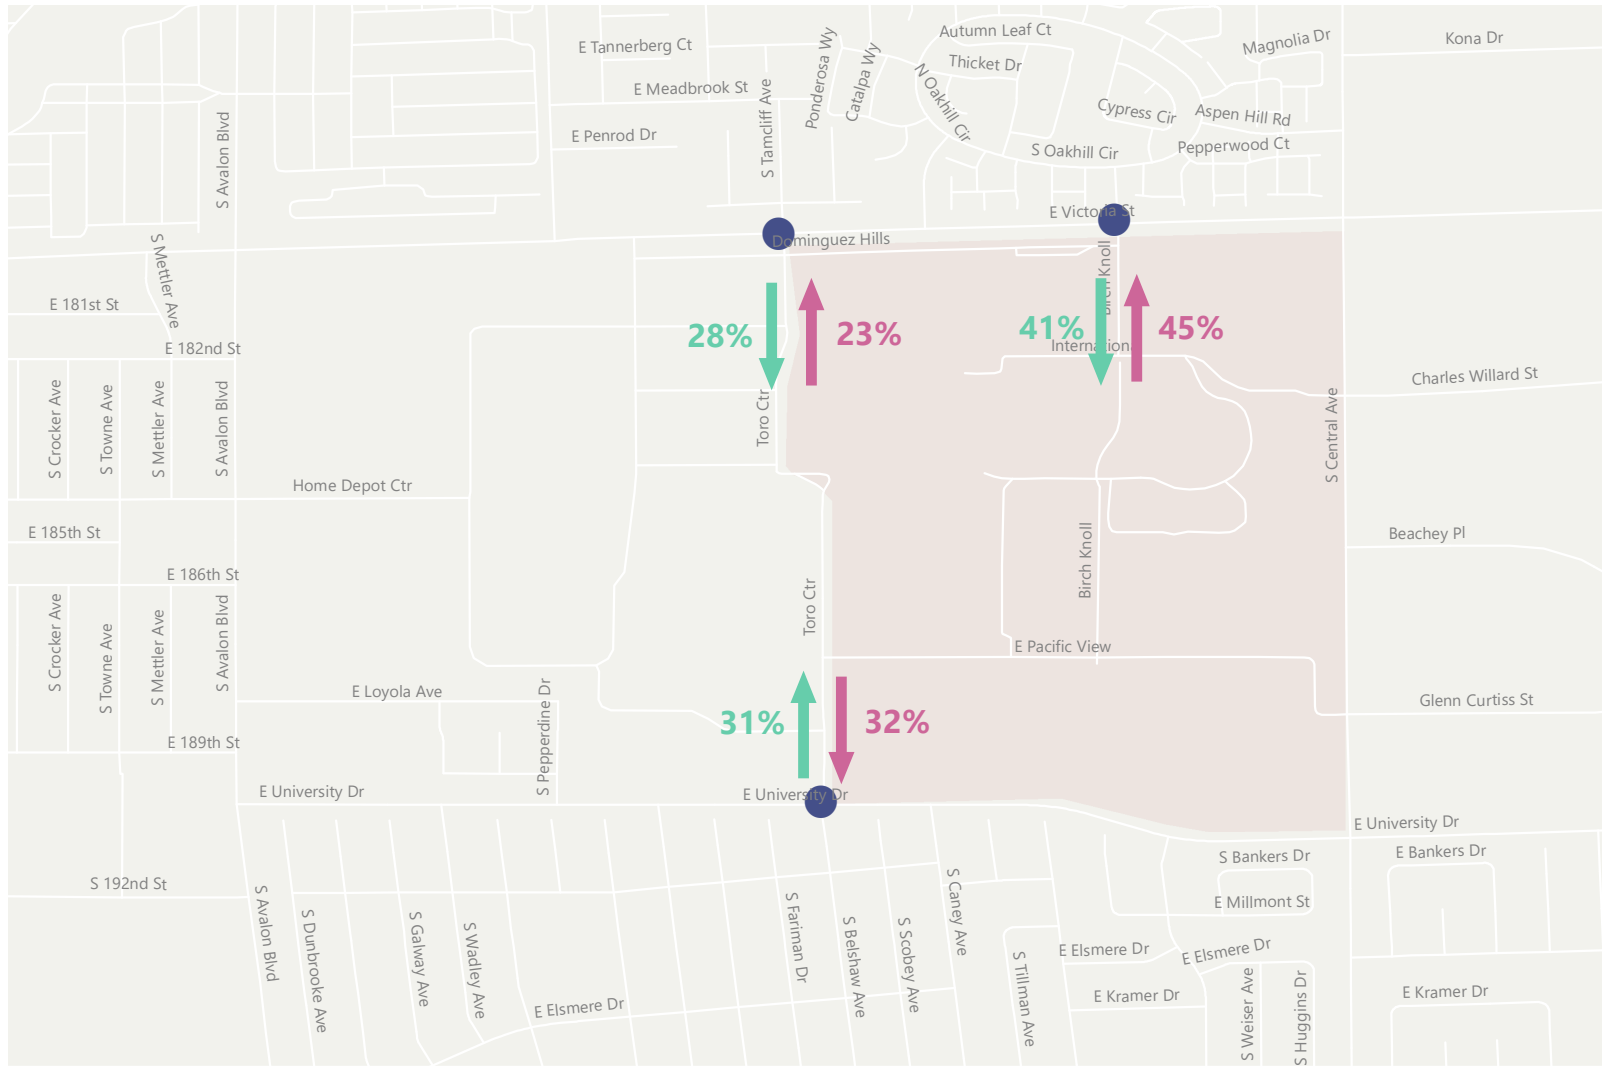 Autumn Leaf Ct
Magnolia Dr
Kona Dr
E Tannerberg Ct
Thicket Dr
Ponderosa Wy
Catalpa Wy
E Meadbrook St
S Tamcliff Ave
N Oakhill Cir
Cypress Cir
Aspen Hill Rd
E Penrod Dr
S Avalon Blvd
S Oakhill Cir
Pepperwood Ct
E Victoria St
Dominguez Hills
S Mettler Ave
Birch Knoll
E 181st St
28%
23%
41%
45%
E 182nd St
International
Charles Willard St
S Crocker Ave
S Towne Ave
S Mettler Ave
S Avalon Blvd
Toro Ctr
S Central Ave
Home Depot Ctr
E 185th St
Beachey Pl
Birch Knoll
E 186th St
Toro Ctr
S Crocker Ave
S Towne Ave
S Mettler Ave
S Avalon Blvd
E Pacific View
E Loyola Ave
S Pepperdine Dr
Glenn Curtiss St
31%
32%
E 189th St
E University Dr
E University Dr
E University Dr
S Bankers Dr
E Bankers Dr
S 192nd St
E Millmont St
S Avalon Blvd
S Dunbrooke Ave
S Galway Ave
S Wadley Ave
S Fariman Dr
S Belshaw Ave
S Scobey Ave
S Caney Ave
S Tillman Ave
E Elsmere Dr
E Elsmere Dr
E Elsmere Dr
E Kramer Dr
S Weiser Ave
S Huggins Dr
E Kramer Dr